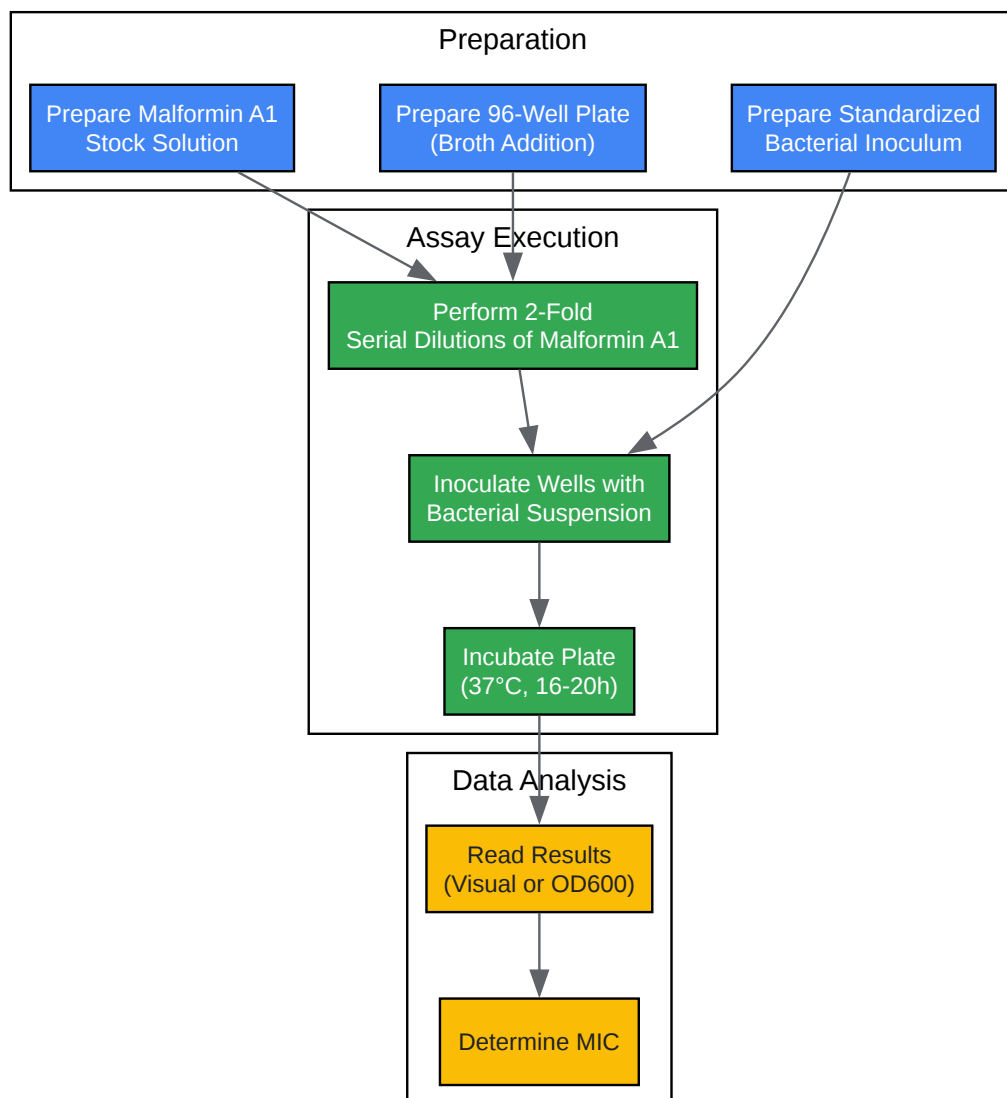 Preparation
Prepare Malformin A1
Stock Solution
Prepare 96-Well Plate
(Broth Addition)
Prepare Standardized
Bacterial Inoculum
Assay Execution
Perform 2-Fold
Serial Dilutions of Malformin A1
Inoculate Wells with
Bacterial Suspension
Incubate Plate
(37°C, 16-20h)
Data Analysis
Read Results
(Visual or OD600)
Determine MIC